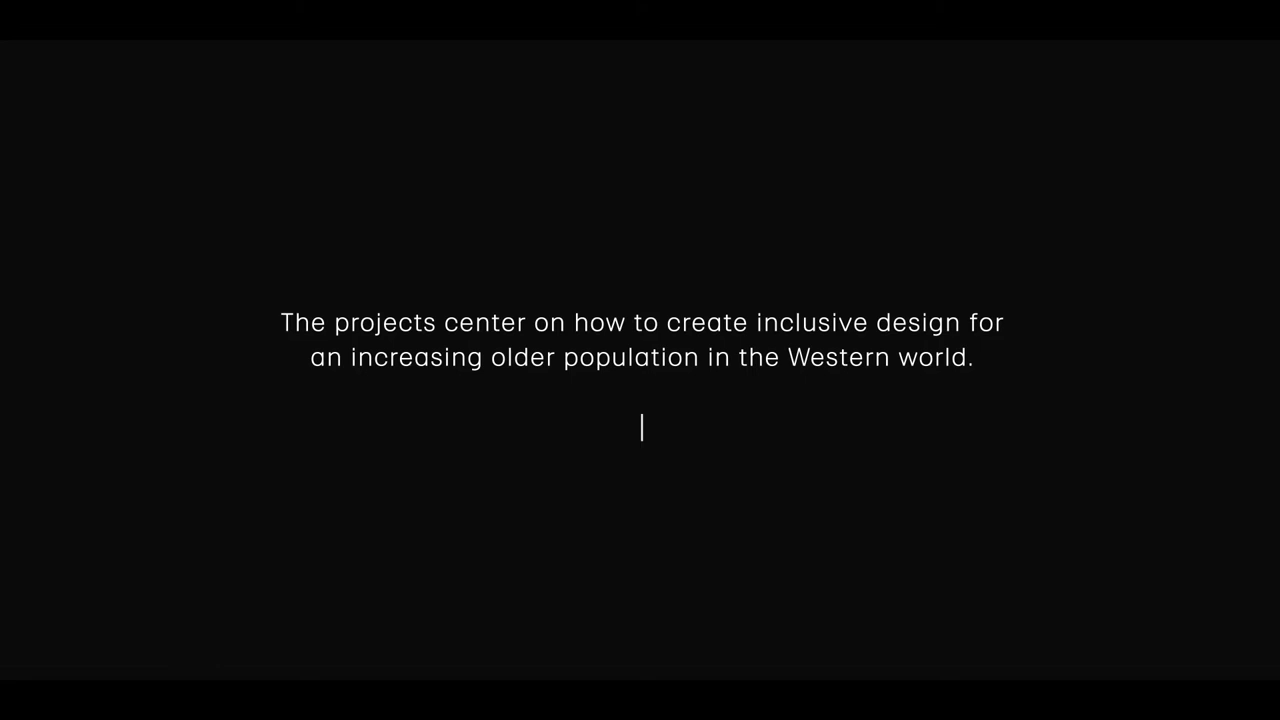 The projects center on how to create inclusive design for
an increasing older population in the Western world.